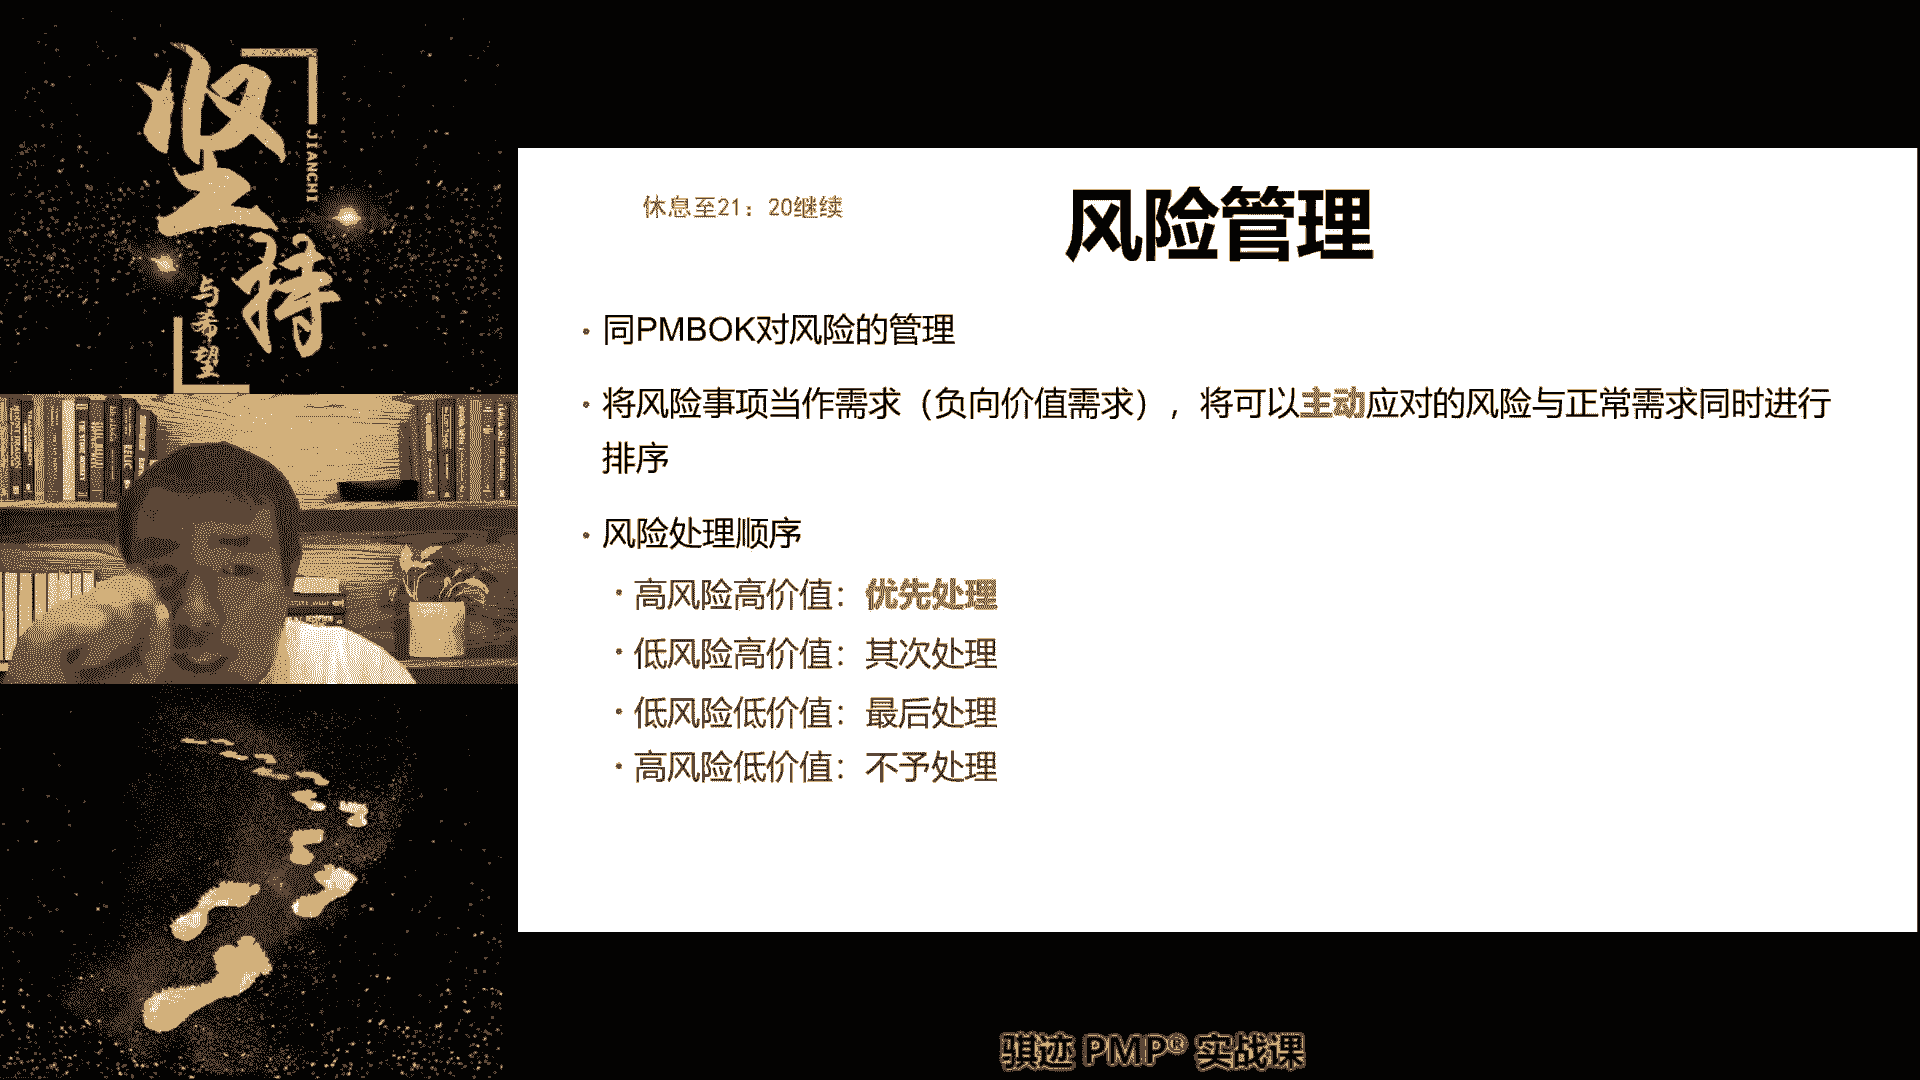 坚持
JIANCHI
与希望
休息至21：20继续
风险管理
·同PMBOK对风险的管理
·将风险事项当作需求（负向价值需求），将可以主动应对的风险与正常需求同时进行
排序
·风险处理顺序
·高风险高价值：优先处理
·低风险高价值：其次处理
·低风险低价值：最后处理
·高风险低价值：不予处理
骐迹 PMP® 实战课